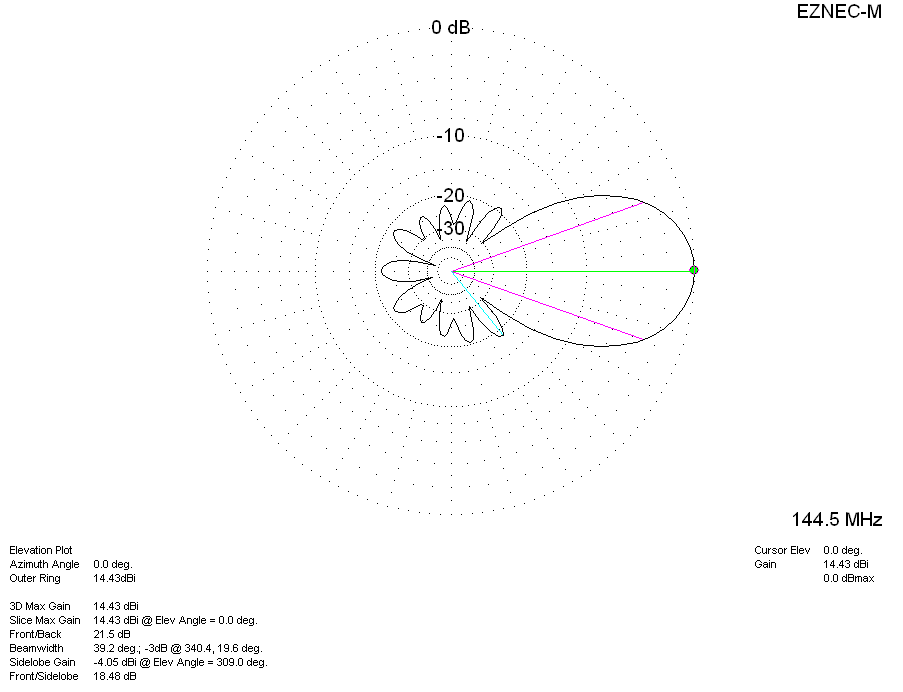 EZNEC-M
0 dB
-10
-20
-30
144.5 MHz
Elevation Plot
Azimuth Angle 0.0 deg.
Outer Ring 14.43dBi
3D Max Gain 14.43 dBi
Slice Max Gain 14.43 dBi @ Elev Angle = 0.0 deg.
Front/Back 21.5 dB
Beamwidth 39.2 deg.; -3dB @ 340.4, 19.6 deg.
Sidelobe Gain -4.05 dBi @ Elev Angle = 309.0 deg.
Front/Sidelobe 18.48 dB
Cursor Elev 0.0 deg.
Gain 14.43 dBi
0.0 dBmax